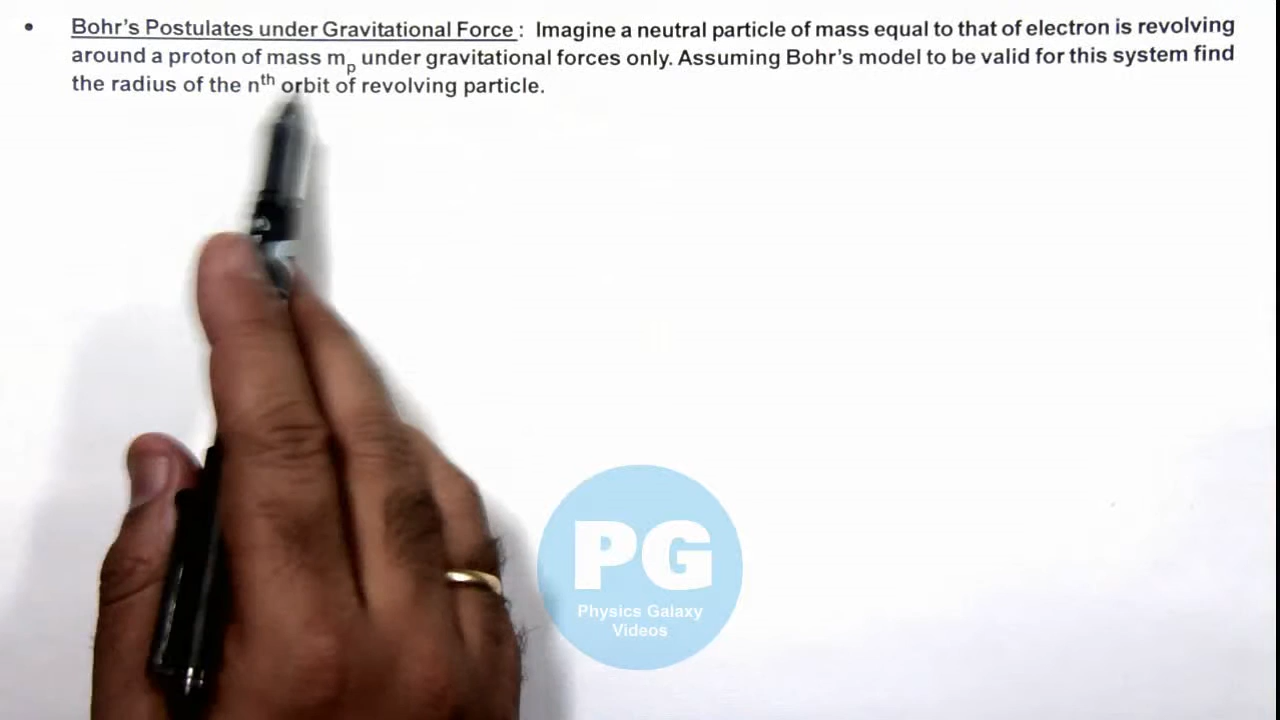 • Bohr's Postulates under Gravitational Force : Imagine a neutral particle of mass equal to that of electron is revolving
around a proton of mass mp under gravitational forces only. Assuming Bohr's model to be valid for this system find
the radius of the nth orbit of revolving particle.
PG
Physics Galaxy
Videos